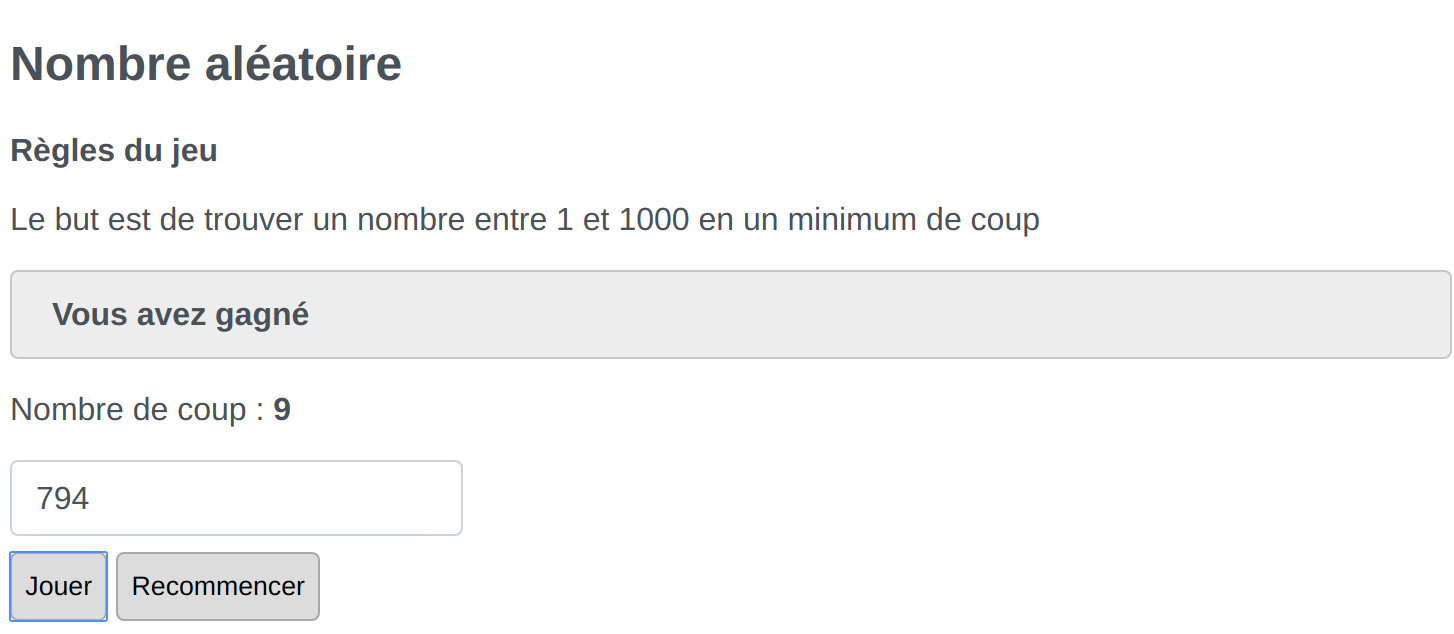 Nombre aléatoire
Règles du jeu
Le but est de trouver un nombre entre 1 et 1000 en un minimum de coup
Vous avez gagné
Nombre de coup : 9
794
Jouer Recommencer